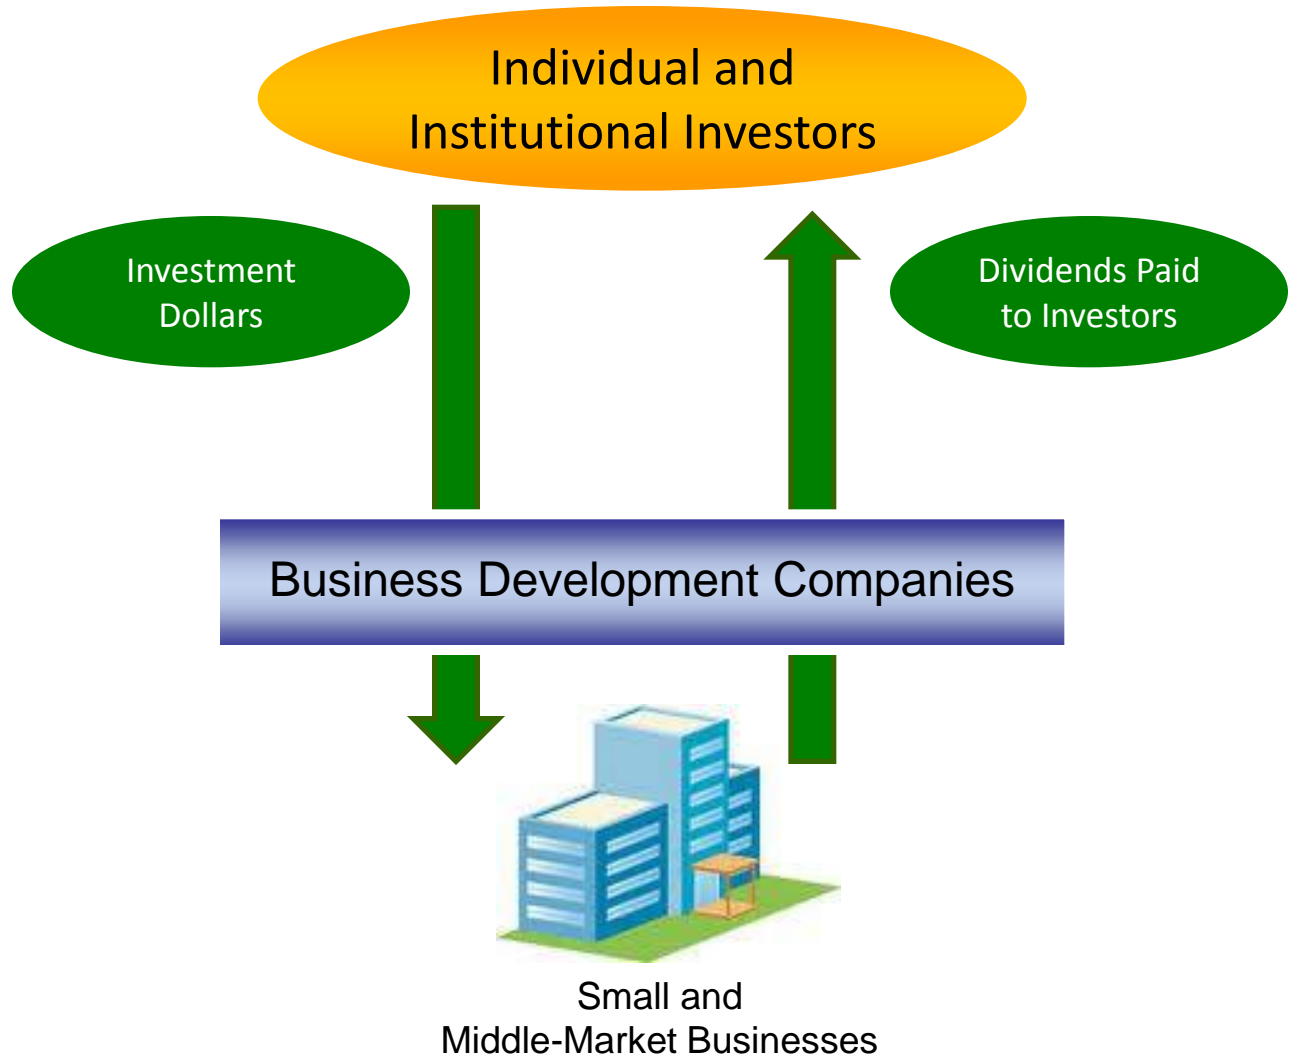 Individual and
Institutional Investors
Investment
Dollars
Dividends Paid
to Investors
Business Development Companies
Small and
Middle-Market Businesses